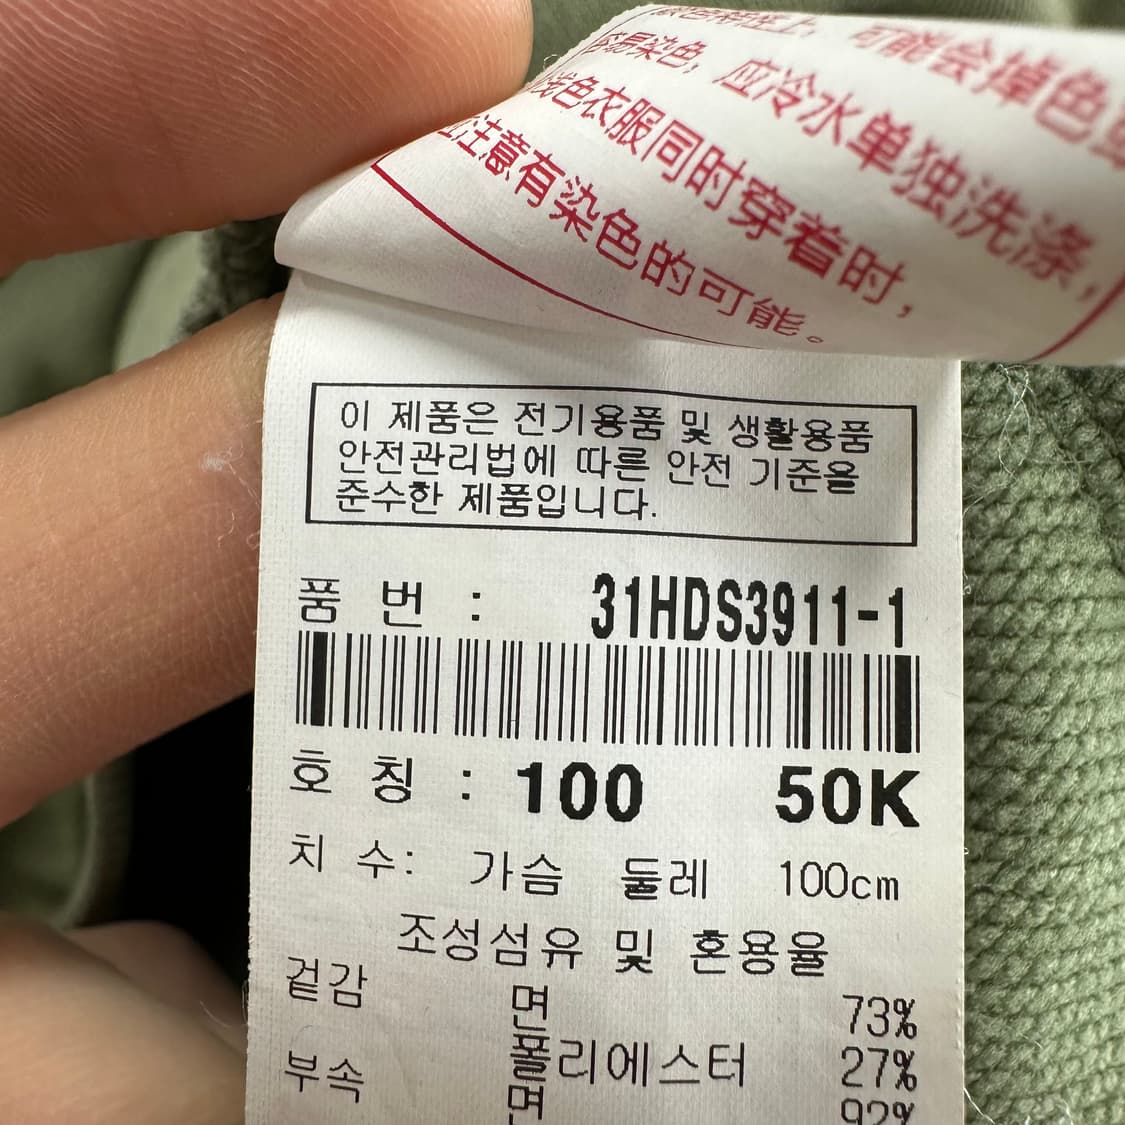 可能会掉色
易染色，应冷水单独洗涤，
浅色衣服同时穿着时，
应注意有染色的可能。
이 제품은 전기용품 및 생활용품
안전관리법에 따른 안전 기준을
준수한 제품입니다.
품 번 : 31HDS3911-1
호 칭 : 100 50K
치 수: 가슴 둘레 100cm
조성섬유 및 혼용율
겉감 면 73%
폴리에스터 27%
부속 면 92%